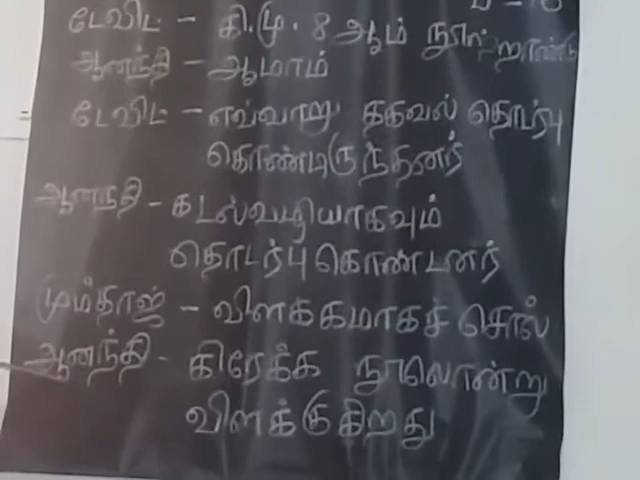 டேவிட் - கி.மு. 8 ஆம் நூற்றாண்டு
ஆனந்தி - ஆமாம்
டேவிட் - எவ்வாறு தகவல் தொடர்பு
கொண்டிருந்தனர்
ஆனந்தி - கடல்வழியாகவும்
தொடர்பு கொண்டனர்
மும்தாஜ் - விளக்கமாகச் சொல்
ஆனந்தி - கிரேக்க நூலொன்று
விளக்குகிறது